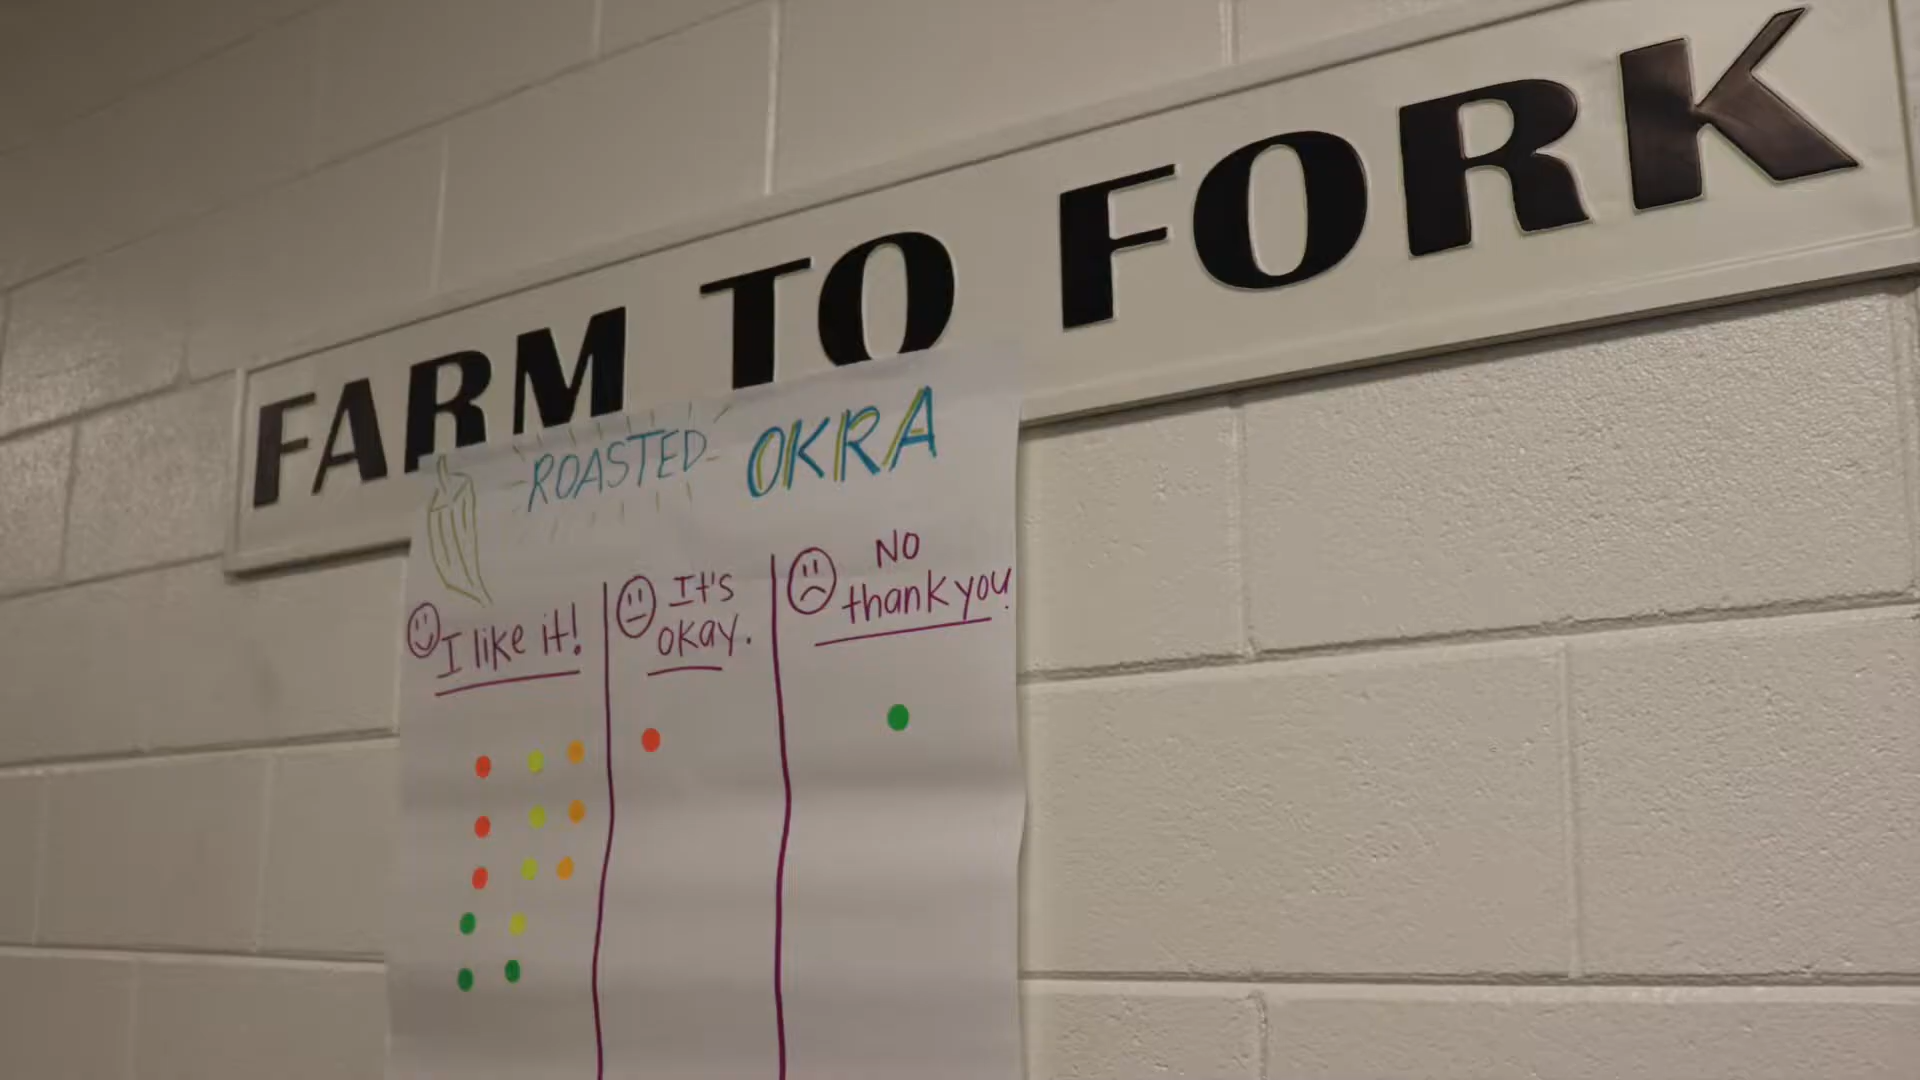 FARM TO FORK
ROASTED OKRA
I like it!
It's
okay.
No
thank you!